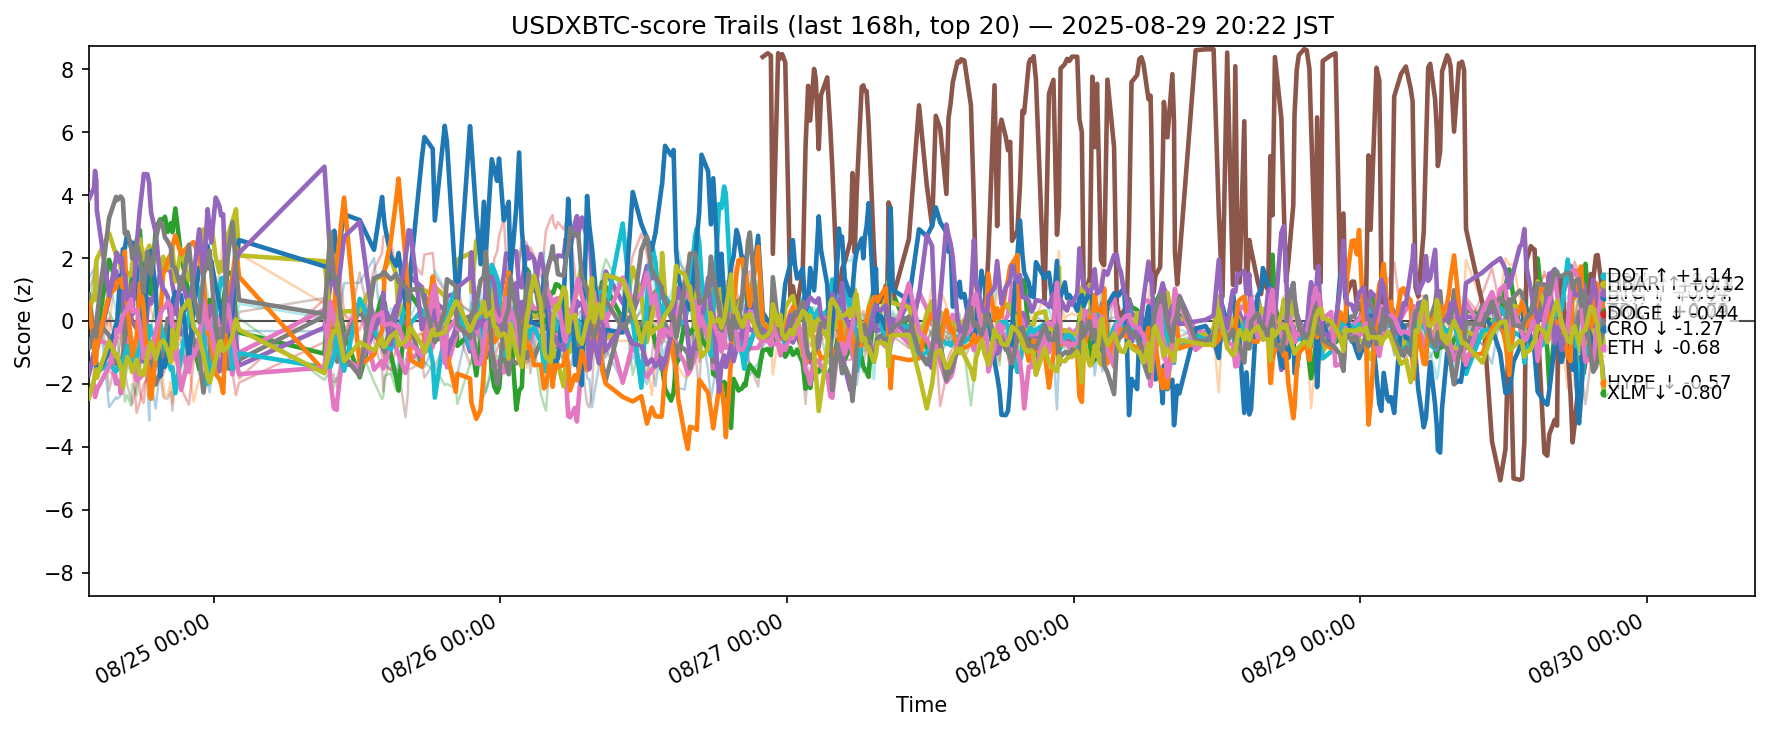 USDXBTC-score Trails (last 168h, top 20) — 2025-08-29 20:22 JST
Score (z)
8
6
4
2
0
−2
−4
−6
−8
DOT ↑ +1.14
DOGE ↓ -0.44
CRO ↓ -1.27
ETH ↓ -0.68
HYPE ↓ -0.57
XLM ↓ -0.80
08/25 00:00
08/26 00:00
08/27 00:00
08/28 00:00
08/29 00:00
08/30 00:00
Time